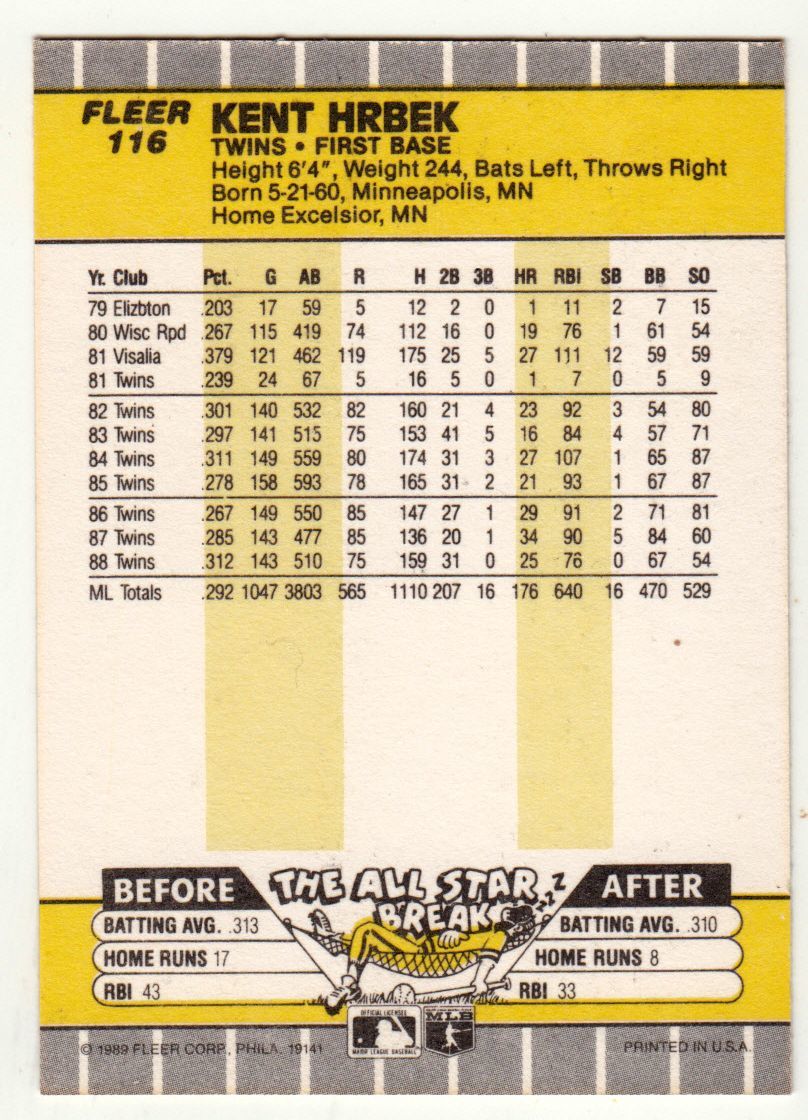 FLEER
116
KENT HRBEK
TWINS • FIRST BASE
Height 6'4", Weight 244, Bats Left, Throws Right
Born 5-21-60, Minneapolis, MN
Home Excelsior, MN
Yr. Club Pct. G AB R H 2B 3B HR RBI SB BB SO
79 Elizbton .203 17 59 5 12 2 0 1 11 2 7 15
80 Wisc Rpd .267 115 419 74 112 16 0 19 76 1 61 54
81 Visalia .379 121 462 119 175 25 5 27 111 12 59 59
81 Twins .239 24 67 5 16 5 0 1 7 0 5 9
82 Twins .301 140 532 82 160 21 4 23 92 3 54 80
83 Twins .297 141 515 75 153 41 5 16 84 4 57 71
84 Twins .311 149 559 80 174 31 3 27 107 1 65 87
85 Twins .278 158 593 78 165 31 2 21 93 1 67 87
86 Twins .267 149 550 85 147 27 1 29 91 2 71 81
87 Twins .285 143 477 85 136 20 1 34 90 5 84 60
88 Twins .312 143 510 75 159 31 0 25 76 0 67 54
ML Totals .292 1047 3803 565 1110 207 16 176 640 16 470 529
BEFORE THE ALL STAR BREAK AFTER
zzZZ
BATTING AVG. .313 BATTING AVG. .310
HOME RUNS 17 HOME RUNS 8
RBI 43 RBI 33
OFFICIAL LICENSEE
MLB
MAJOR LEAGUE BASEBALL
© 1989 FLEER CORP., PHILA. 19141 PRINTED IN U.S.A.